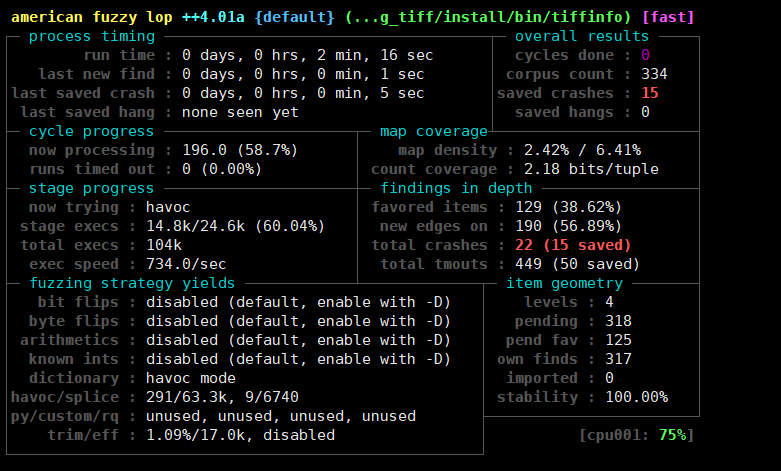 american fuzzy lop ++4.01a {default} (...g_tiff/install/bin/tiffinfo) [fast]
process timing overall results
run time : 0 days, 0 hrs, 2 min, 16 sec cycles done : 0
last new find : 0 days, 0 hrs, 0 min, 1 sec corpus count : 334
last saved crash : 0 days, 0 hrs, 0 min, 5 sec saved crashes : 15
last saved hang : none seen yet saved hangs : 0
cycle progress map coverage
now processing : 196.0 (58.7%) map density : 2.42% / 6.41%
runs timed out : 0 (0.00%) count coverage : 2.18 bits/tuple
stage progress findings in depth
now trying : havoc favored items : 129 (38.62%)
stage execs : 14.8k/24.6k (60.04%) new edges on : 190 (56.89%)
total execs : 104k total crashes : 22 (15 saved)
exec speed : 734.0/sec total tmouts : 449 (50 saved)
fuzzing strategy yields item geometry
bit flips : disabled (default, enable with -D) levels : 4
byte flips : disabled (default, enable with -D) pending : 318
arithmetics : disabled (default, enable with -D) pend fav : 125
known ints : disabled (default, enable with -D) own finds : 317
dictionary : havoc mode imported : 0
havoc/splice : 291/63.3k, 9/6740 stability : 100.00%
py/custom/rq : unused, unused, unused, unused
trim/eff : 1.09%/17.0k, disabled [cpu001: 75%]